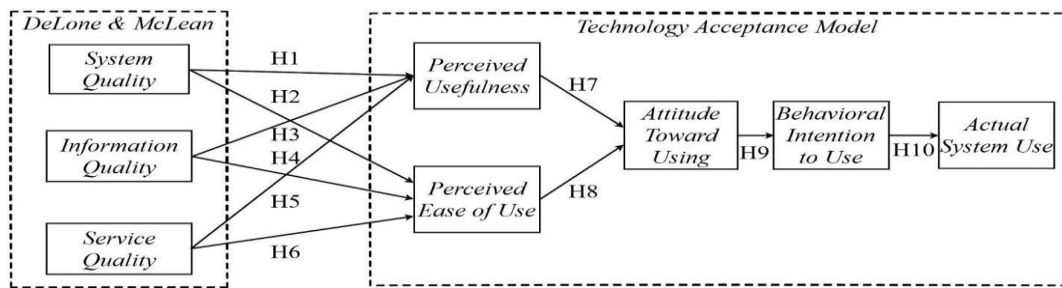 DeLone & McLean
System
Quality
Information
Quality
Service
Quality
H1
H2
H3
H4
H5
H6
Technology Acceptance Model
Perceived
Usefulness
Perceived
Ease of Use
H7
H8
Attitude
Toward
Using
H9
Behavioral
Intention
to Use
H10
Actual
System Use